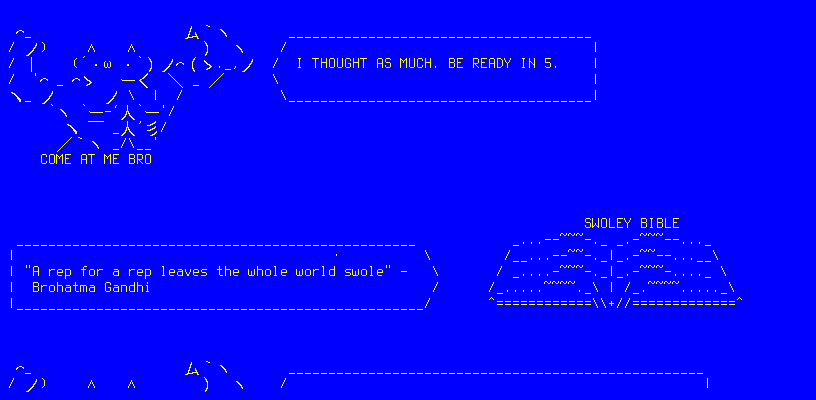 I THOUGHT AS MUCH. BE READY IN 5.
COME AT ME BRO
SWOLEY BIBLE
"A rep for a rep leaves the whole world swole" -
Brohatma Gandhi